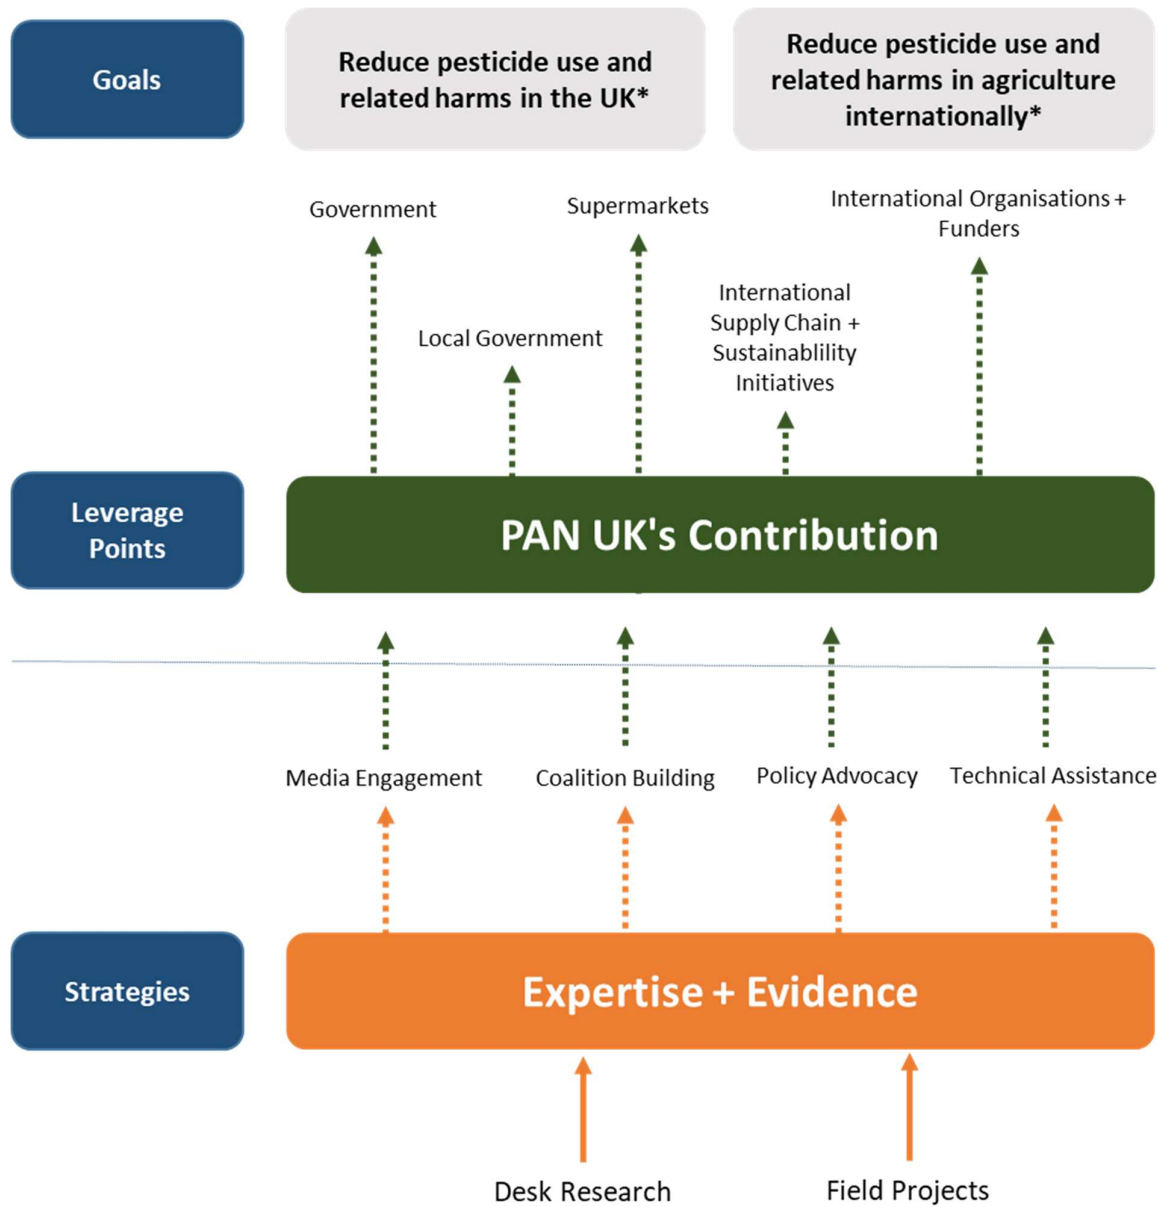 Goals
Reduce pesticide use and
related harms in the UK*
Reduce pesticide use and
related harms in agriculture
internationally*
Government
Supermarkets
International Organisations +
Funders
Local Government
International
Supply Chain +
Sustainablility
Initiatives
Leverage
Points
PAN UK's Contribution
Media Engagement
Coalition Building
Policy Advocacy
Technical Assistance
Strategies
Expertise + Evidence
Desk Research
Field Projects